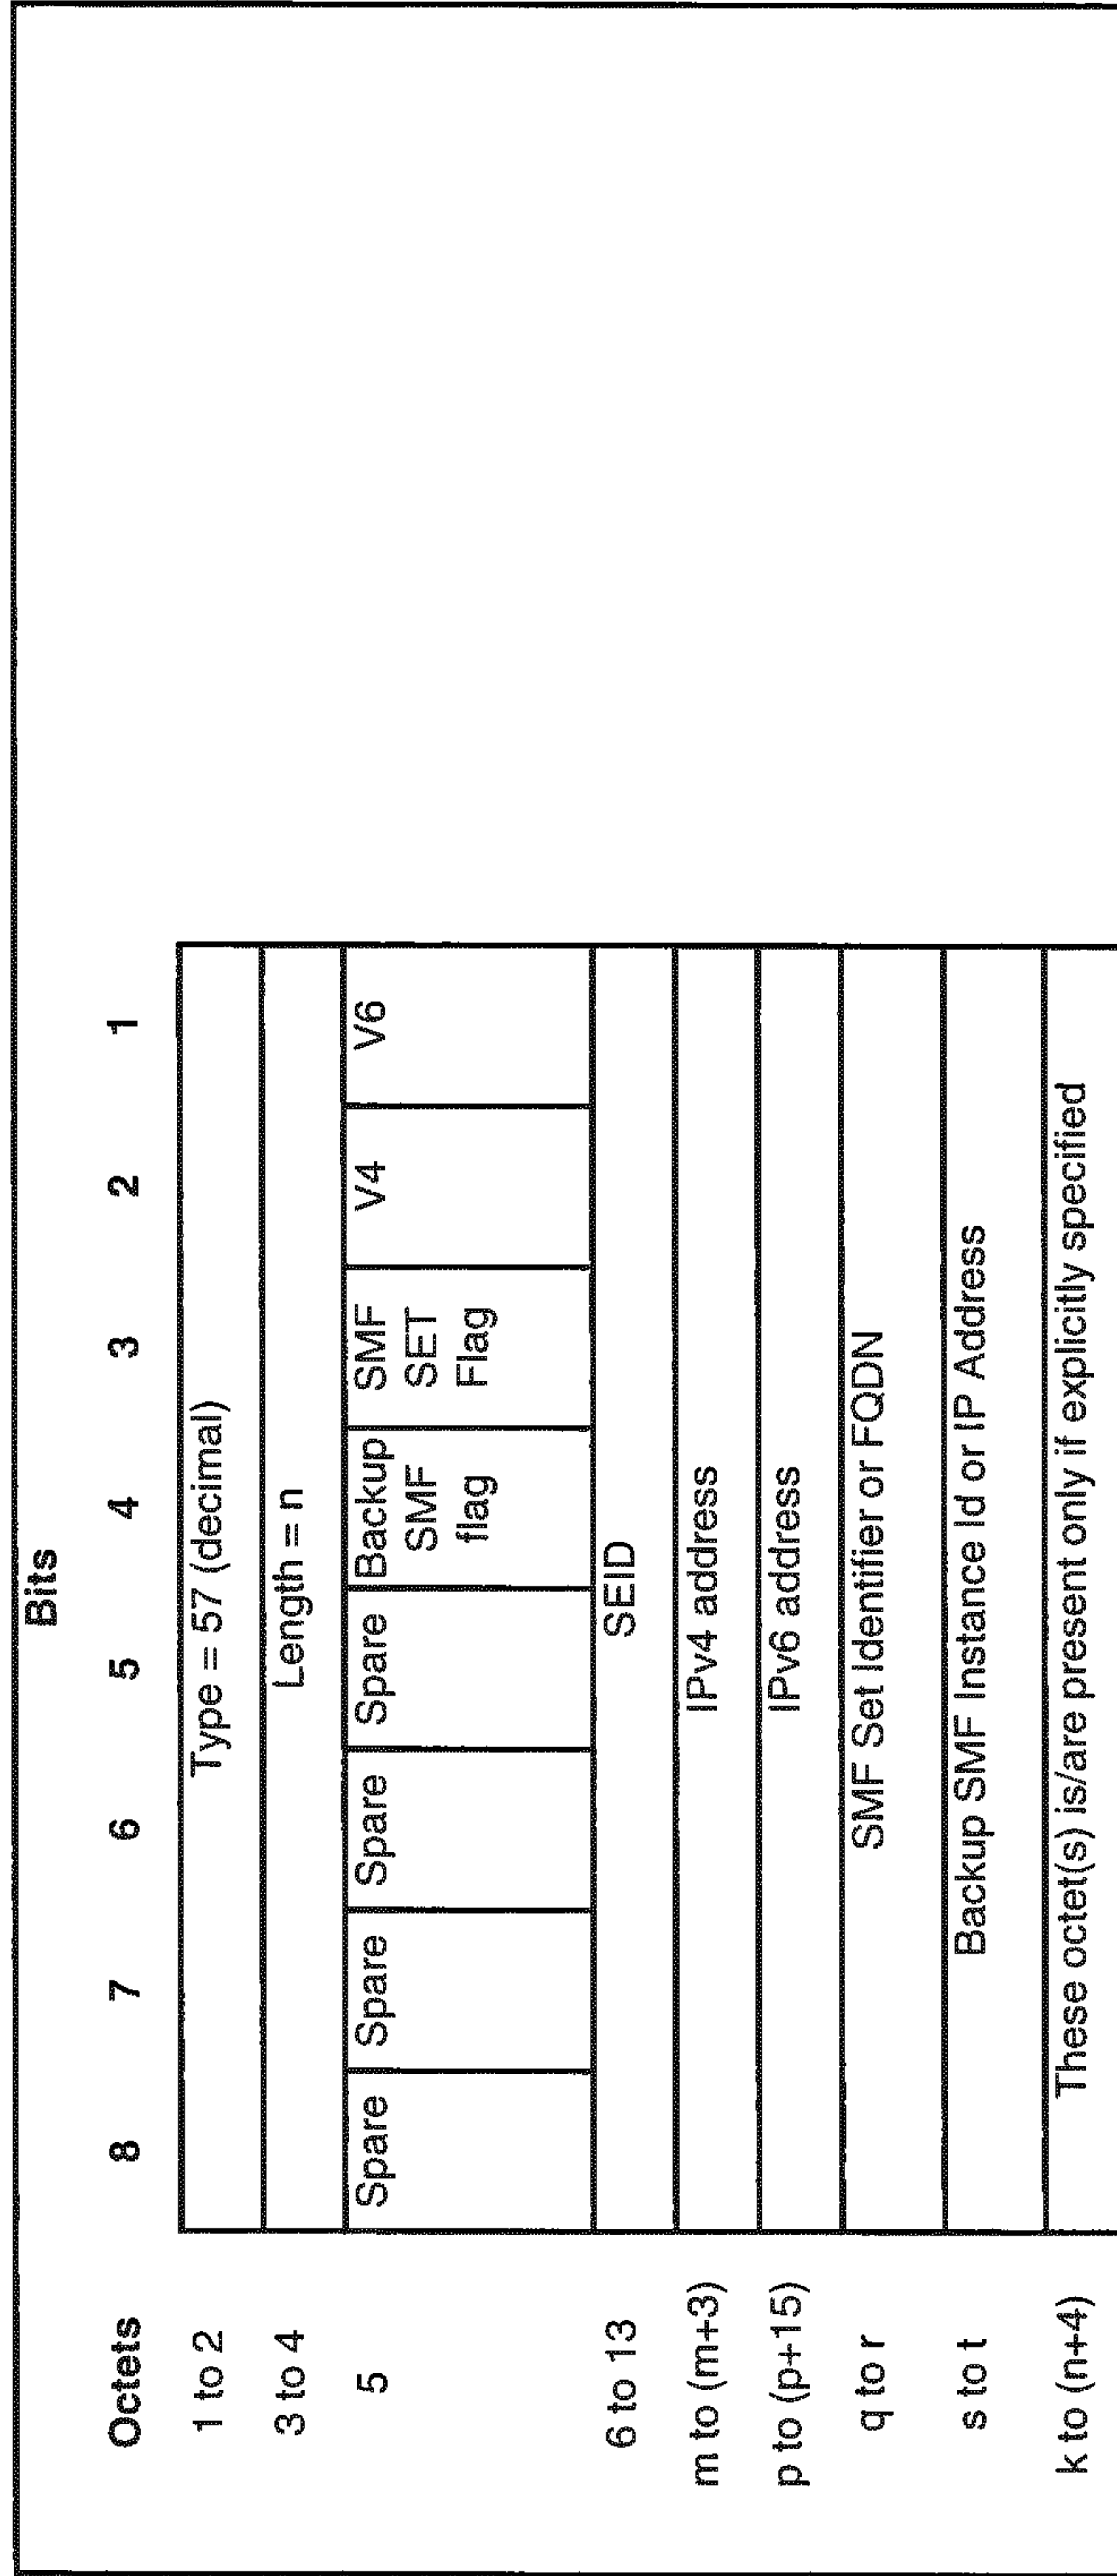 Bits
Octets 8 7 6 5 4 3 2 1
1 to 2 Type = 57 (decimal)
3 to 4 Length = n
5 Spare Spare Spare Spare Backup SMF SET V4 V6
SMF Flag
flag
6 to 13 SEID
m to (m+3) IPv4 address
p to (p+15) IPv6 address
q to r SMF Set Identifier or FQDN
s to t Backup SMF Instance Id or IP Address
k to (n+4) These octet(s) is/are present only if explicitly specified